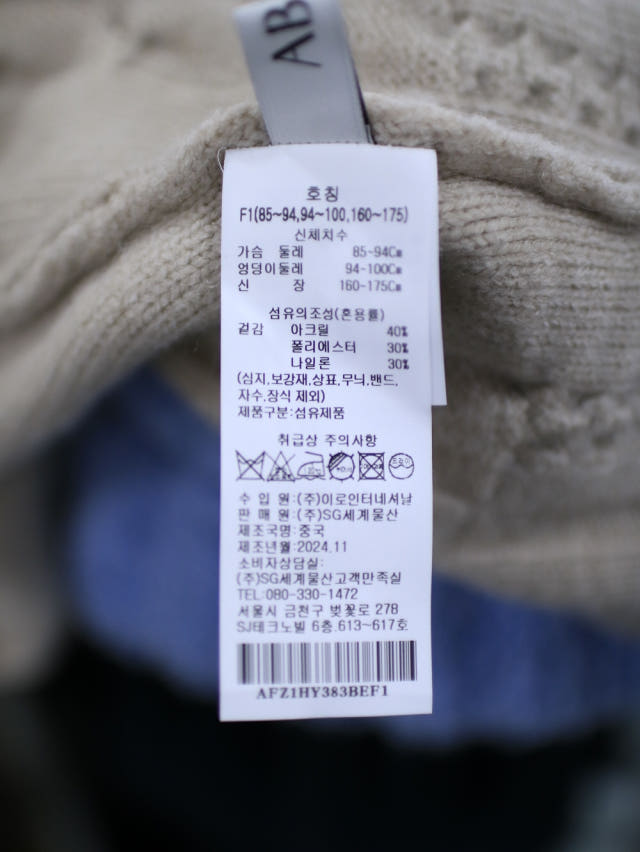 AB
호칭
F1(85~94,94~100,160~175)
신체치수
가슴 둘레 85~94Cm
엉덩이둘레 94~100Cm
신 장 160~175Cm
섬유의조성(혼용률)
겉감 아크릴 40%
폴리에스터 30%
나일론 30%
(심지,보강재,상표,무늬,밴드,
자수,장식 제외)
제품구분:섬유제품
취급상 주의사항
수 입 원:(주)이로인터네셔날
판 매 원:(주)SG세계물산
제조국명:중국
제조년월:2024.11
소비자상담실:
(주)SG세계물산고객만족실
TEL:080-330-1472
서울시 금천구 벚꽃로 278
SJ테크노빌 6층,613~617호
AFZ1HY383BEF1